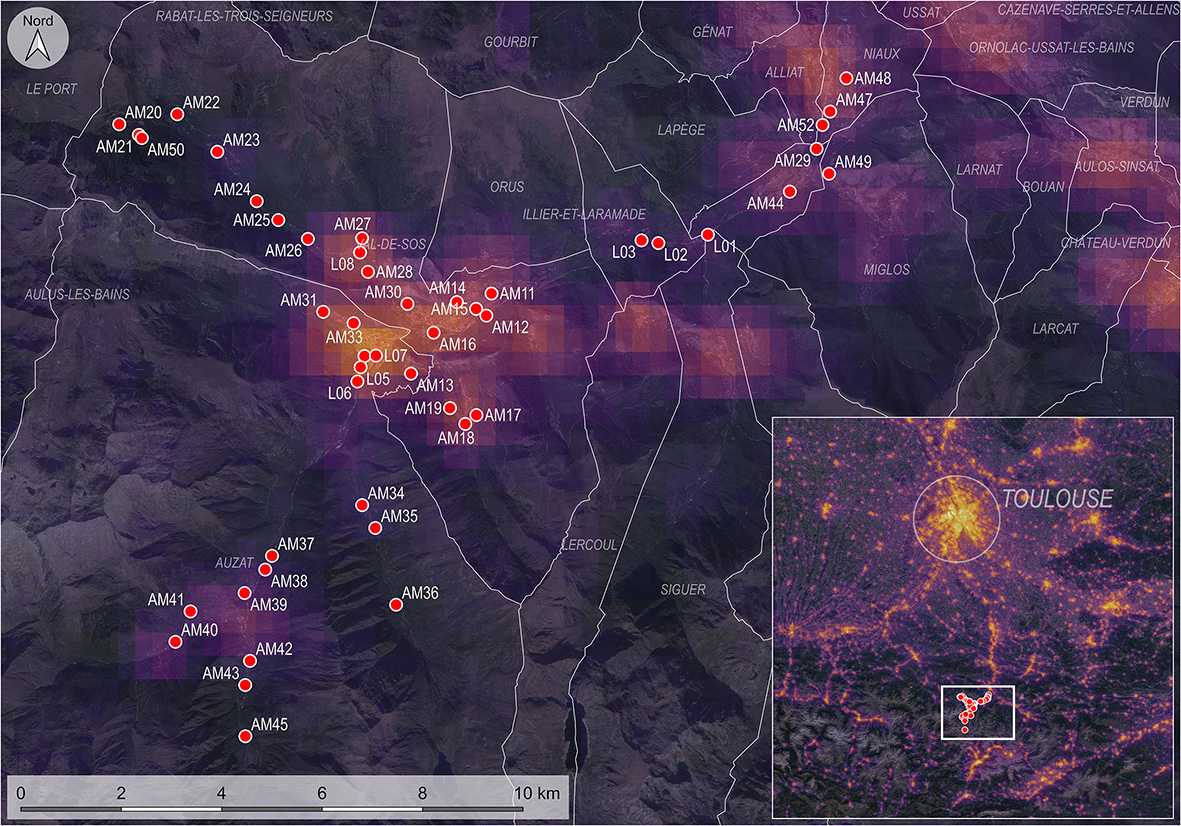 Nord
RABAT-LES-TROIS-SEIGNEURS
USSAT
CAZENAVE-SERRES-ET-ALLENS
GÉNAT
GOURBIT
NIAUX
ORNOLAC-USSAT-LES-BAINS
LE PORT
ALLIAT
AM48
AM20
AM22
AM47
VERDUN
AM52
LAPÈGE
AM21
AM50
AM23
AM29
AM49
LARNAT
AULOS-SINSAT
AM24
ORUS
BOUAN
AM44
AM25
AM27
ILLIER-ET-LARAMADE
AL-DE-SOS
AM26
L03
L02
L01
CHÂTEAU-VERDUN
L08
AM28
MIGLOS
AULUS-LES-BAINS
AM30
AM14
AM11
AM31
AM15
AM12
LARCAT
AM33
AM16
L07
L05
AM13
L06
AM19
AM17
AM18
AM34
TOULOUSE
AM35
AM37
LERCOUL
AUZAT
AM38
SIGUER
AM36
AM41
AM39
AM40
AM42
AM43
AM45
0
2
4
6
8
10 km